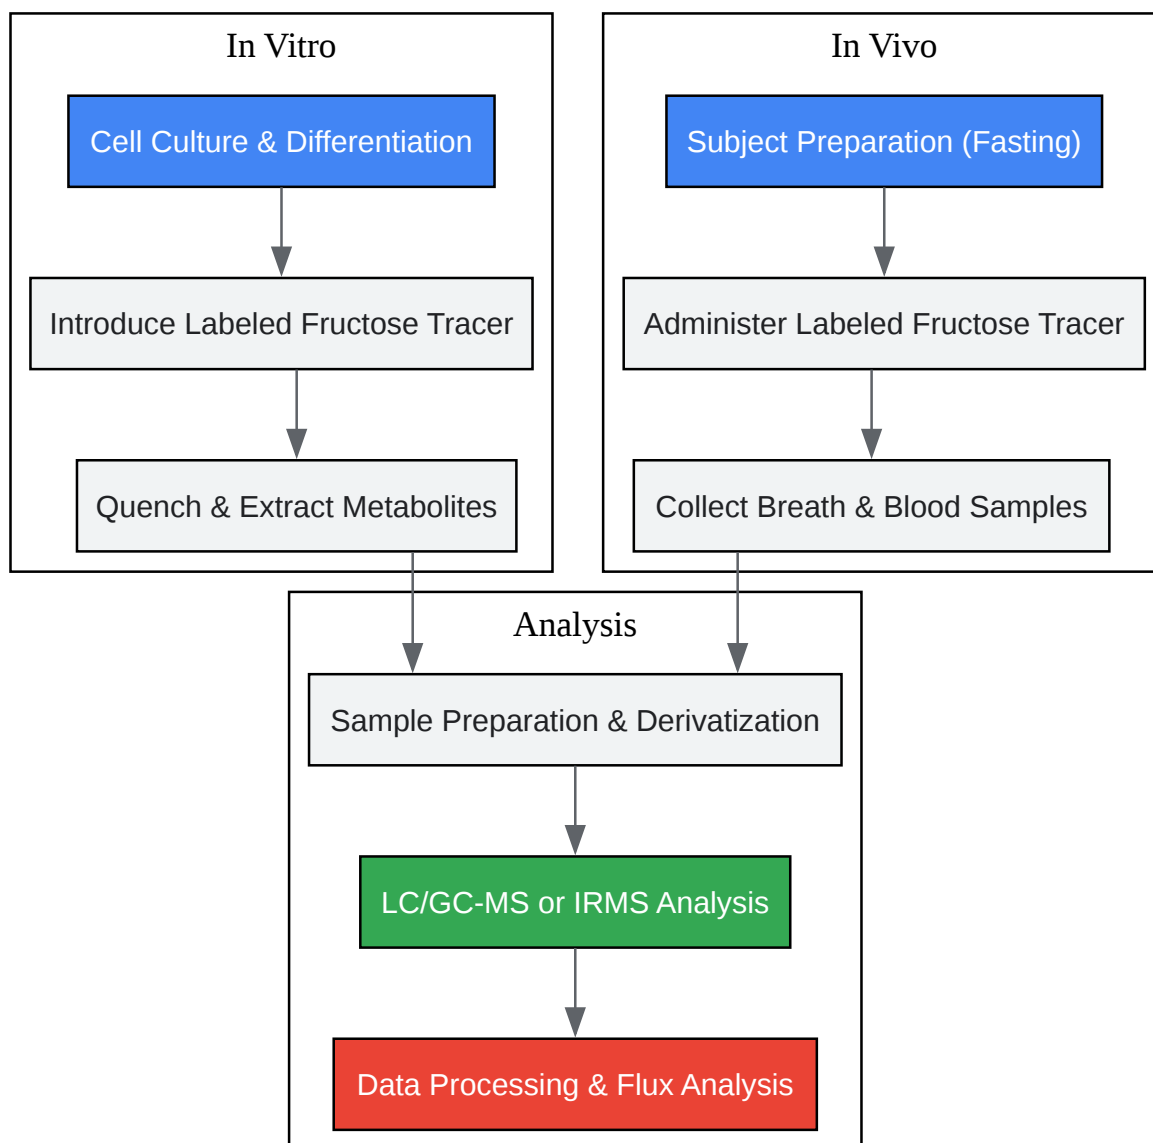 In Vitro
Cell Culture & Differentiation
Introduce Labeled Fructose Tracer
Quench & Extract Metabolites
In Vivo
Subject Preparation (Fasting)
Administer Labeled Fructose Tracer
Collect Breath & Blood Samples
Analysis
Sample Preparation & Derivatization
LC/GC-MS or IRMS Analysis
Data Processing & Flux Analysis